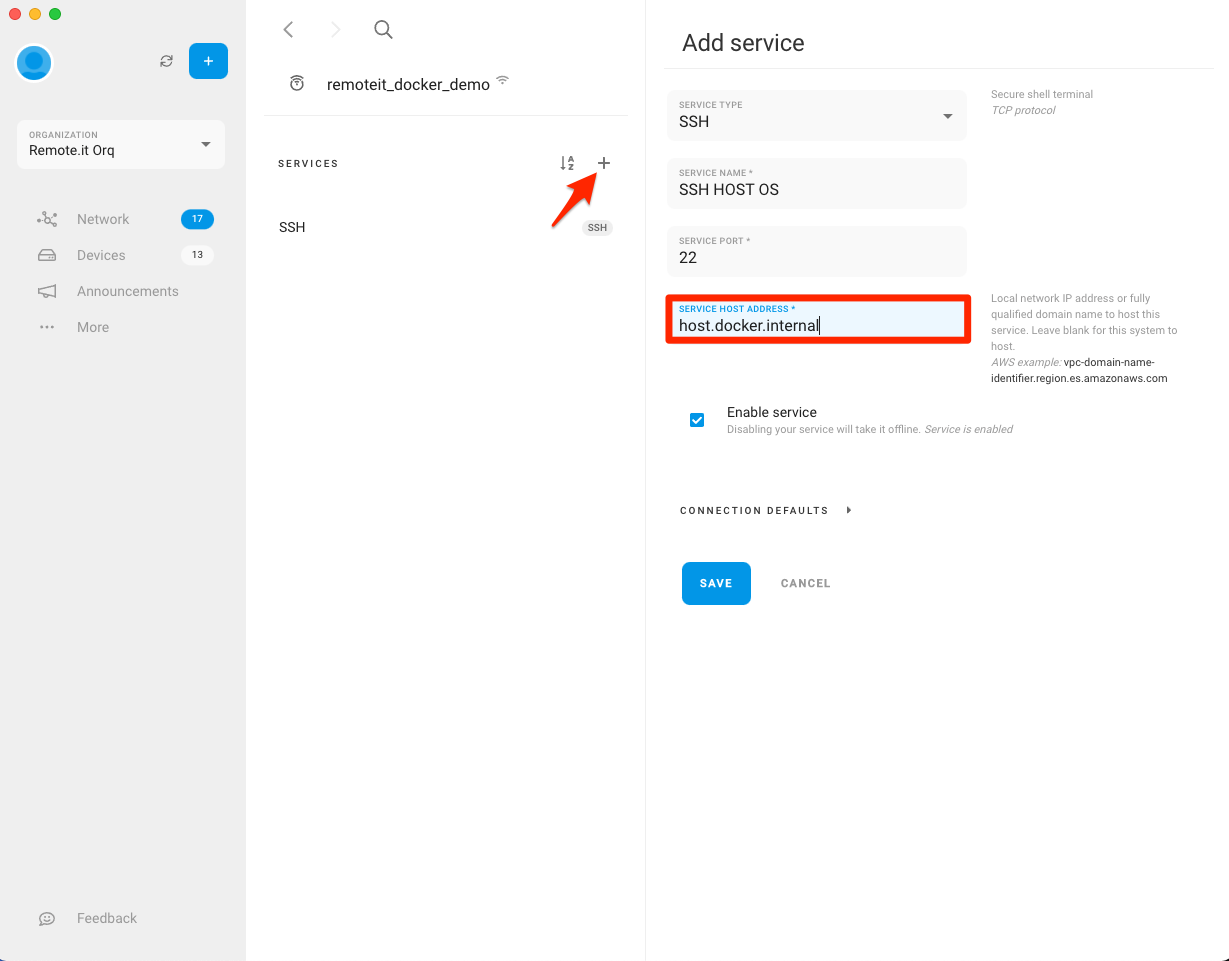 +
ORGANIZATION
Remote.it Orq
Network 17
Devices 13
Announcements
More
Feedback
remoteit_docker_demo
SERVICES
SSH SSH
Add service
SERVICE TYPE
SSH
Secure shell terminal
TCP protocol
SERVICE NAME *
SSH HOST OS
SERVICE PORT *
22
SERVICE HOST ADDRESS *
host.docker.internal
Local network IP address or fully
qualified domain name to host this
service. Leave blank for this system to
host.
AWS example: vpc-domain-name-
identifier.region.es.amazonaws.com
Enable service
Disabling your service will take it offline. Service is enabled
CONNECTION DEFAULTS
SAVE CANCEL